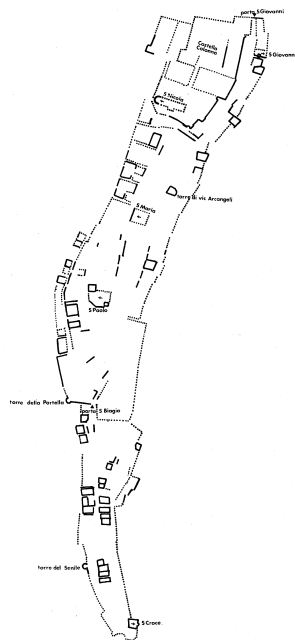 porta S Giovanni
Castello
Colonna
S Giovanni
S Nicola
torre di vic Arcangeli
S Maria
S Paolo
torre della Portella
porta S Biagio
torre del Senile
S Croce